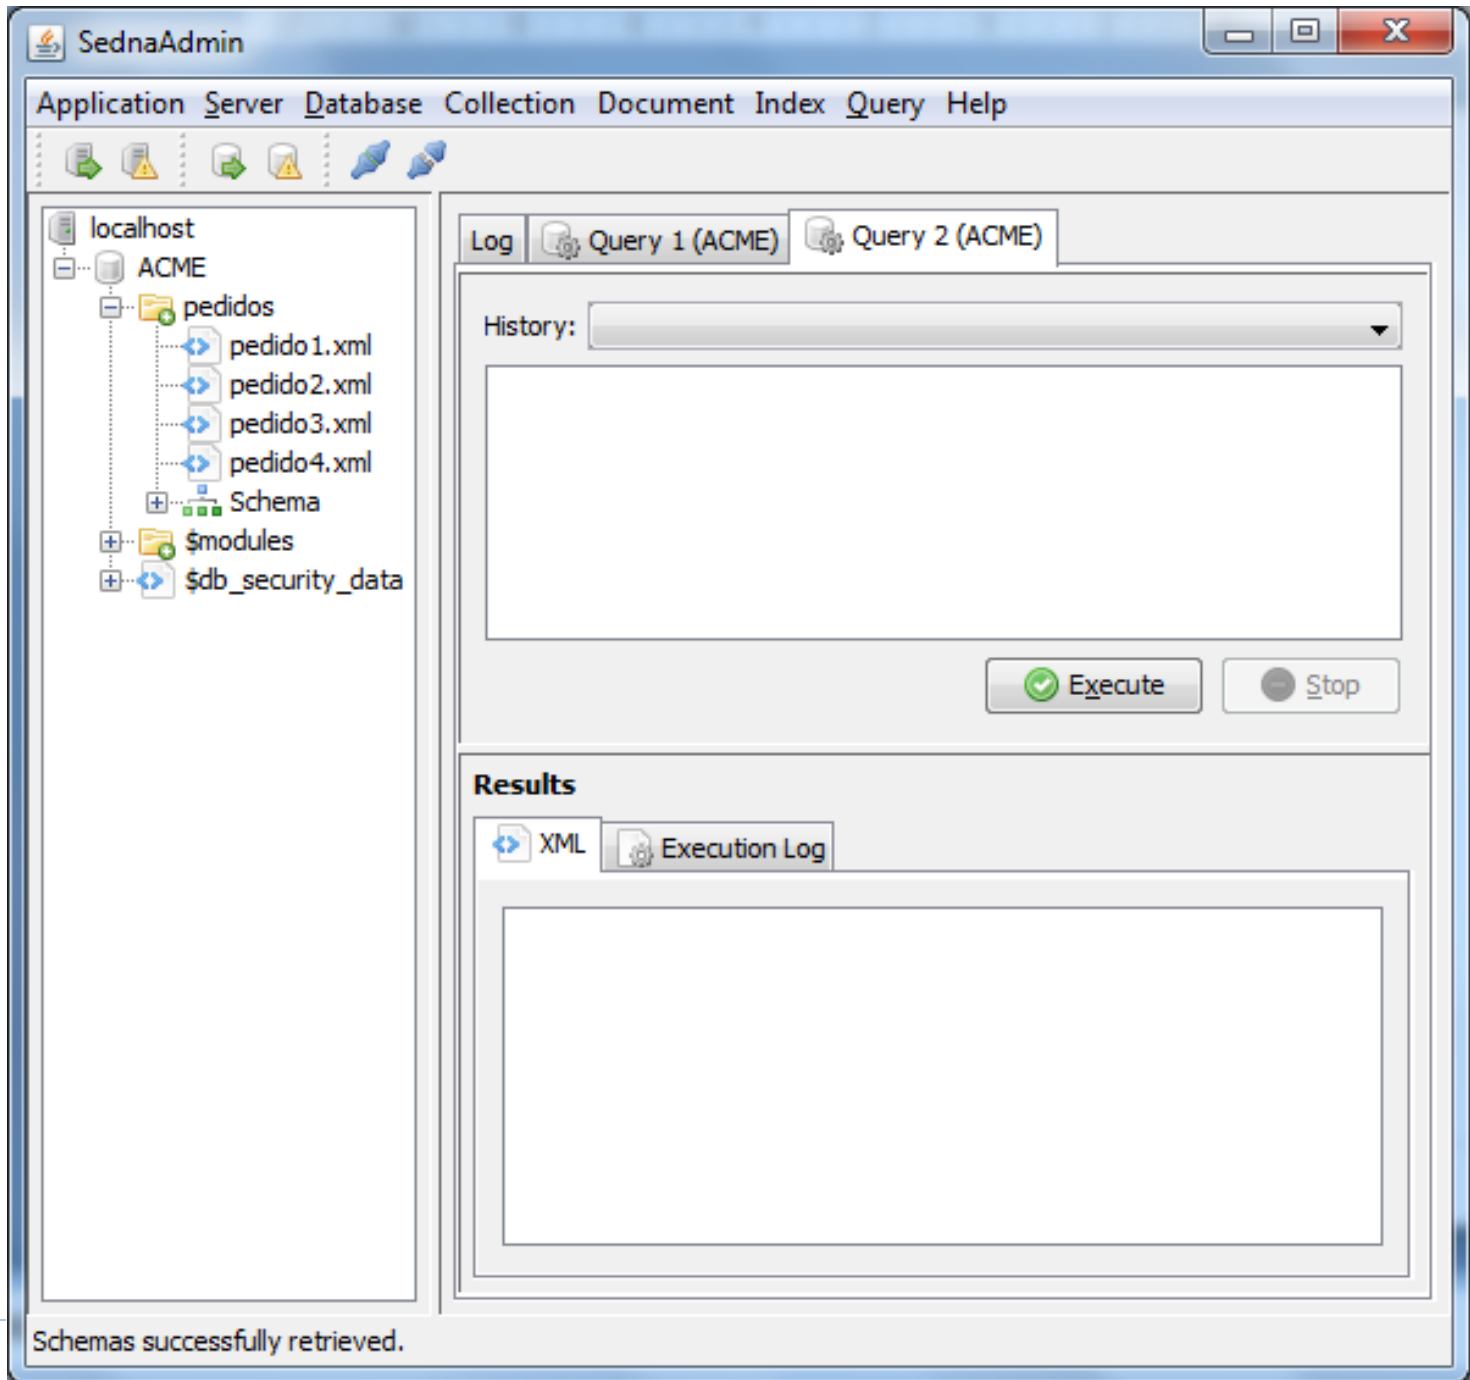 SednaAdmin
Application Server Database Collection Document Index Query Help
localhost
ACME
pedidos
pedido1.xml
pedido2.xml
pedido3.xml
pedido4.xml
Schema
$modules
$db_security_data
Log Query 1 (ACME) Query 2 (ACME)
History:
Execute Stop
Results
XML Execution Log
Schemas successfully retrieved.